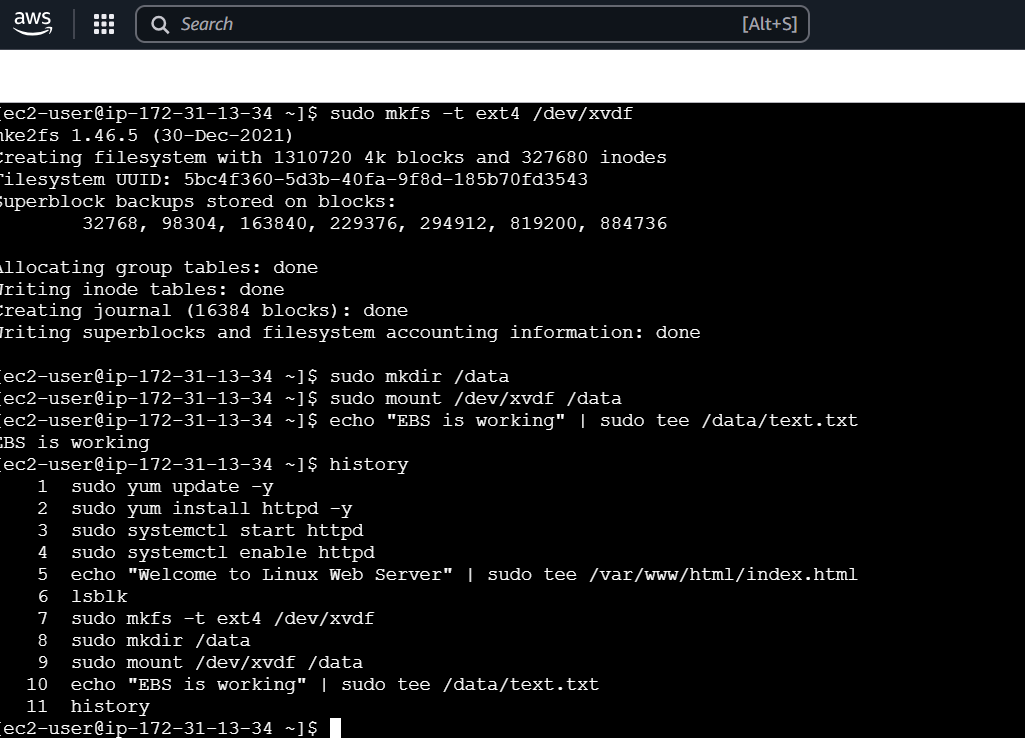 aws
Search [Alt+S]
[ec2-user@ip-172-31-13-34 ~]$ sudo mkfs -t ext4 /dev/xvdf
mke2fs 1.46.5 (30-Dec-2021)
Creating filesystem with 1310720 4k blocks and 327680 inodes
Filesystem UUID: 5bc4f360-5d3b-40fa-9f8d-185b70fd3543
Superblock backups stored on blocks:
        32768, 98304, 163840, 229376, 294912, 819200, 884736
Allocating group tables: done
Writing inode tables: done
Creating journal (16384 blocks): done
Writing superblocks and filesystem accounting information: done
[ec2-user@ip-172-31-13-34 ~]$ sudo mkdir /data
[ec2-user@ip-172-31-13-34 ~]$ sudo mount /dev/xvdf /data
[ec2-user@ip-172-31-13-34 ~]$ echo "EBS is working" | sudo tee /data/text.txt
EBS is working
[ec2-user@ip-172-31-13-34 ~]$ history
    1  sudo yum update -y
    2  sudo yum install httpd -y
    3  sudo systemctl start httpd
    4  sudo systemctl enable httpd
    5  echo "Welcome to Linux Web Server" | sudo tee /var/www/html/index.html
    6  lsblk
    7  sudo mkfs -t ext4 /dev/xvdf
    8  sudo mkdir /data
    9  sudo mount /dev/xvdf /data
   10  echo "EBS is working" | sudo tee /data/text.txt
   11  history
[ec2-user@ip-172-31-13-34 ~]$